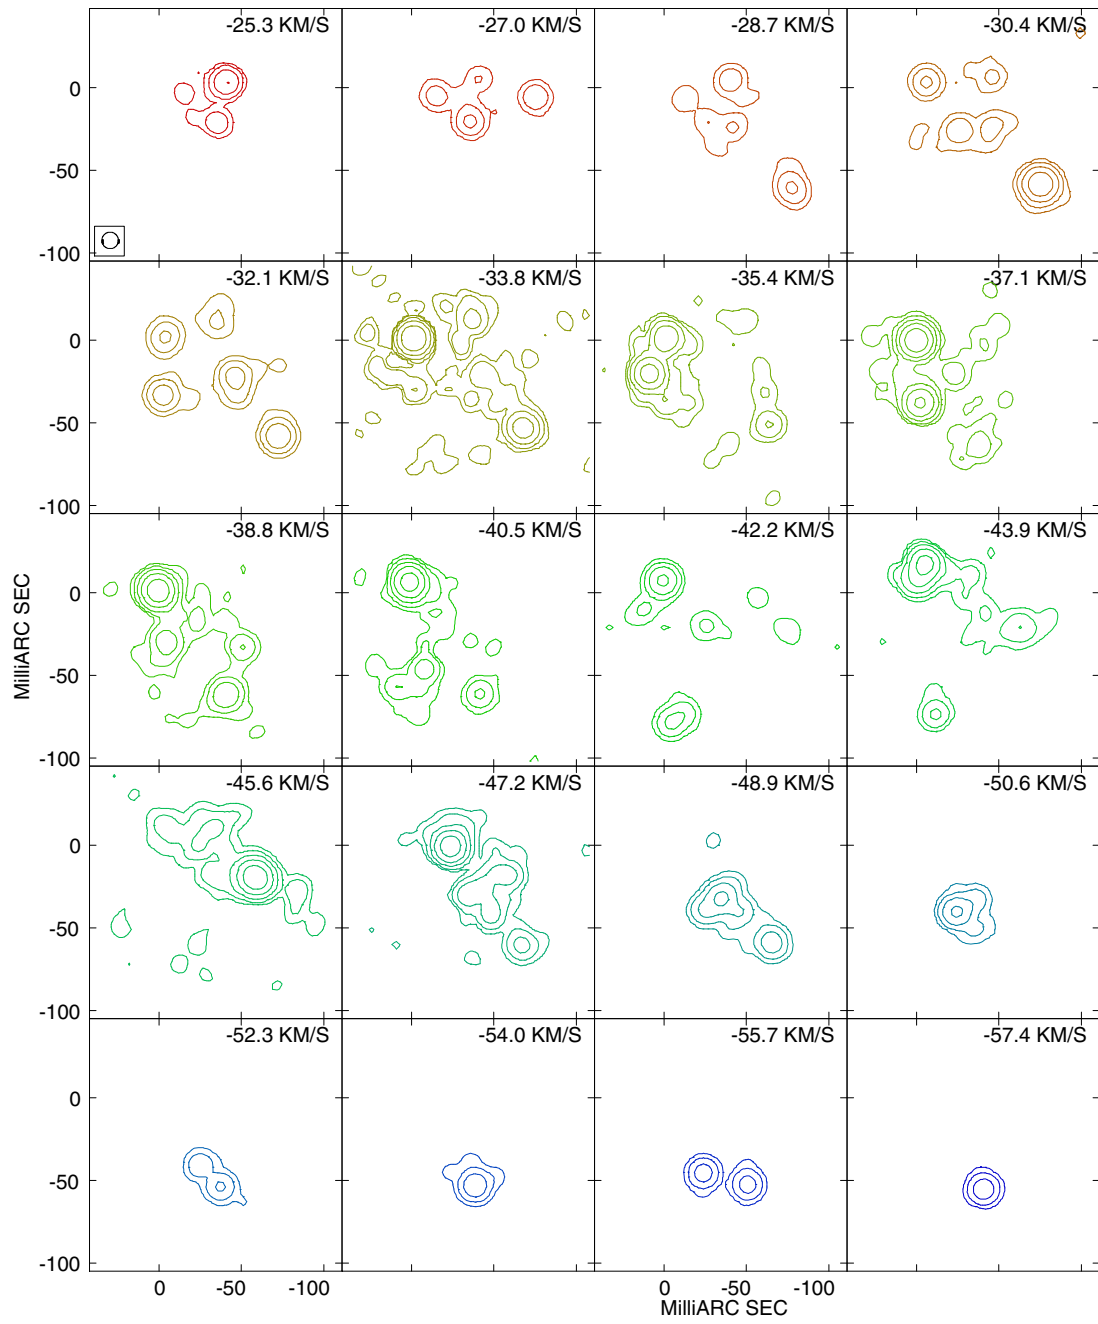 -25.3 KM/S
-27.0 KM/S
-28.7 KM/S
-30.4 KM/S
0
-50
-100
-32.1 KM/S
-33.8 KM/S
-35.4 KM/S
-37.1 KM/S
0
-50
-100
-38.8 KM/S
-40.5 KM/S
-42.2 KM/S
-43.9 KM/S
0
-50
-100
MilliARC SEC
-45.6 KM/S
-47.2 KM/S
-48.9 KM/S
-50.6 KM/S
0
-50
-100
-52.3 KM/S
-54.0 KM/S
-55.7 KM/S
-57.4 KM/S
0
-50
-100
0 -50 -100
0 -50 -100
MilliARC SEC